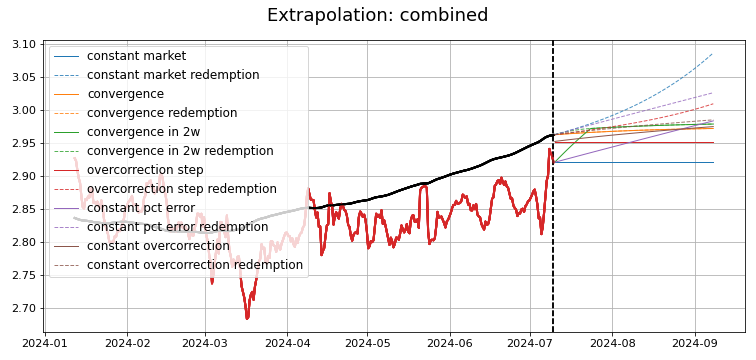 Extrapolation: combined
3.10
3.05
3.00
2.95
2.90
2.85
2.80
2.75
2.70
constant market
constant market redemption
convergence
convergence redemption
convergence in 2w
convergence in 2w redemption
overcorrection step
overcorrection step redemption
constant pct error
constant pct error redemption
constant overcorrection
constant overcorrection redemption
2024-01 2024-02 2024-03 2024-04 2024-05 2024-06 2024-07 2024-08 2024-09